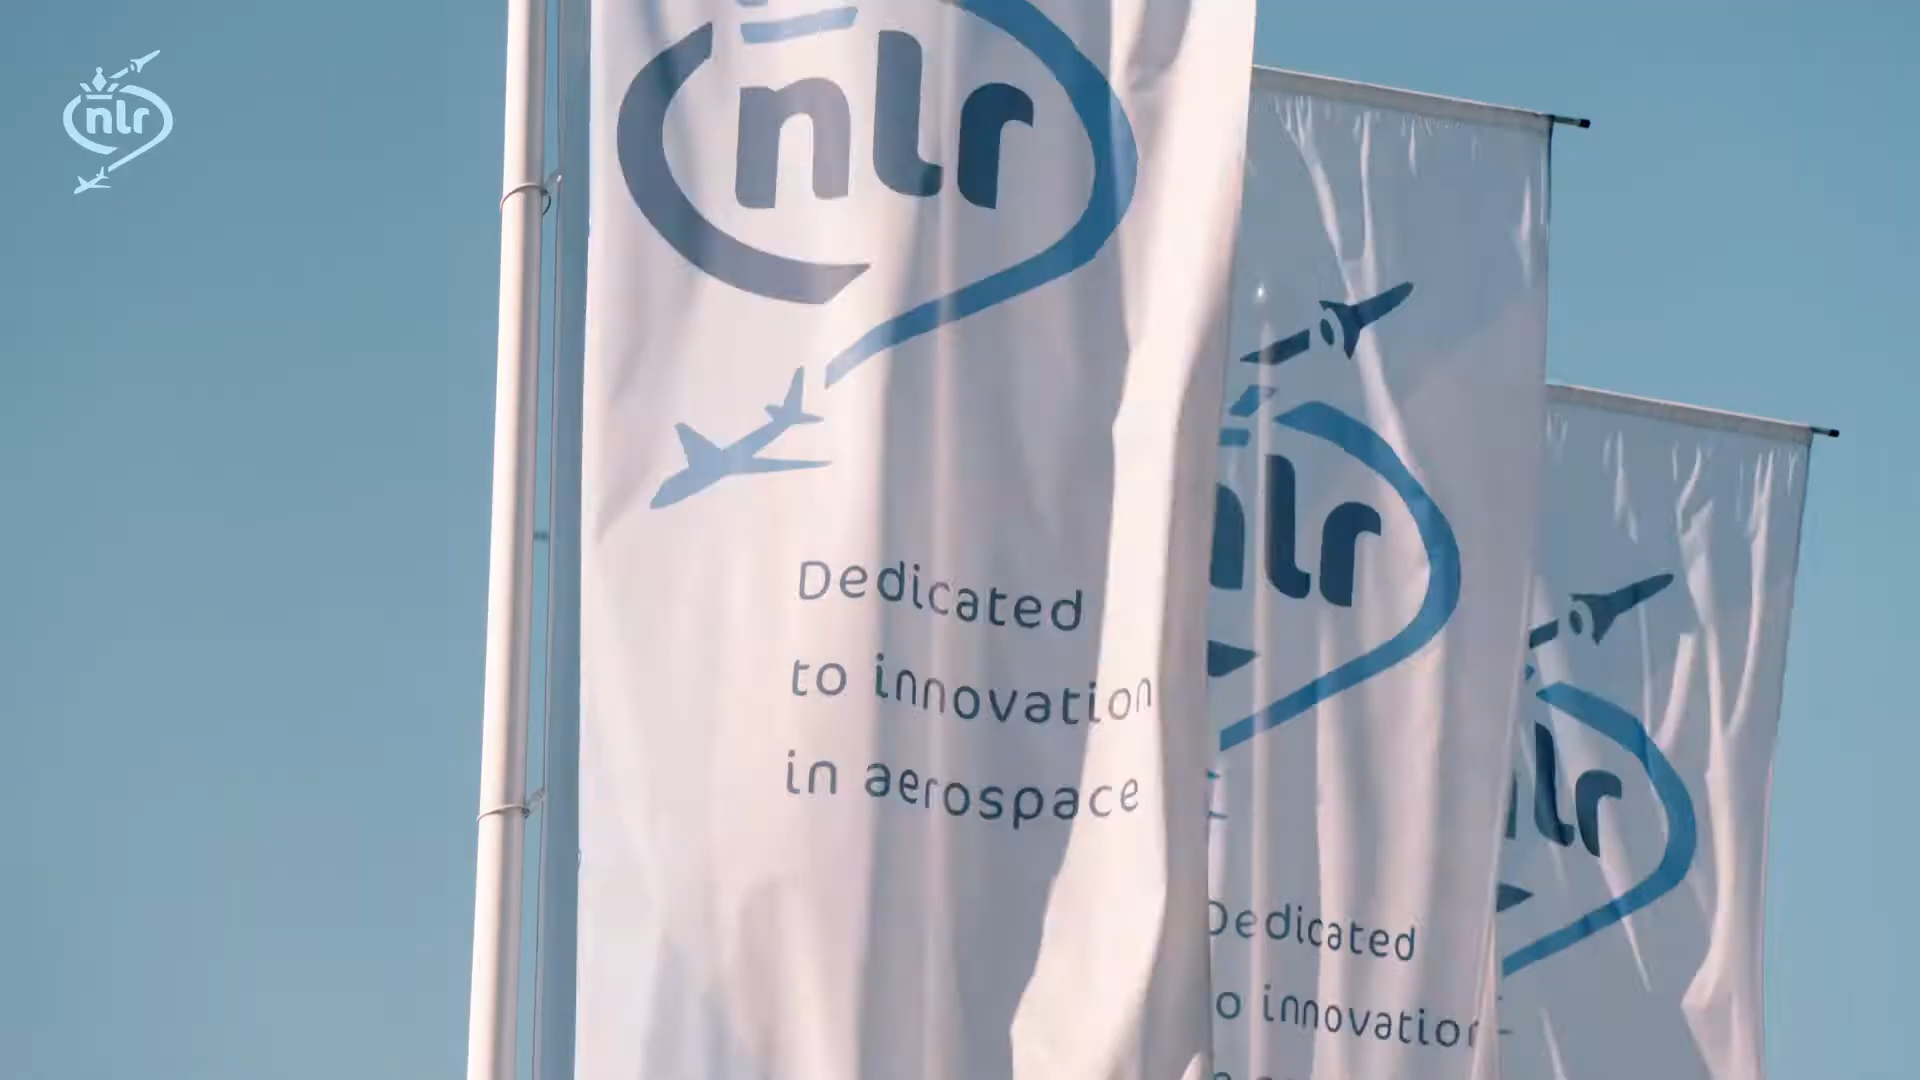 nlr
nlr
Dedicated
to innovation
in aerospace
nlr
Dedicated
o innovation
nlr